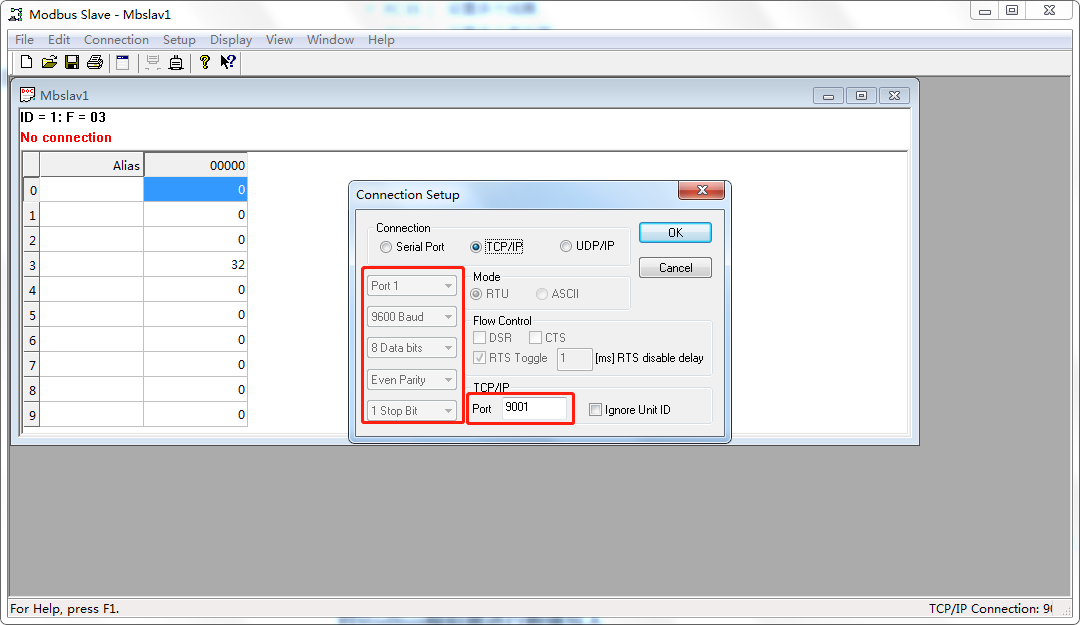 Modbus Slave - Mbslav1
File Edit Connection Setup Display View Window Help
Mbslav1
ID = 1: F = 03
No connection
Alias 00000
0 0
1 0
2 0
3 32
4 0
5 0
6 0
7 0
8 0
9 0
Connection Setup
Connection
Serial Port TCP/IP UDP/IP
OK
Cancel
Port 1
9600 Baud
8 Data bits
Even Parity
1 Stop Bit
Mode
RTU ASCII
Flow Control
DSR CTS
RTS Toggle 1 [ms] RTS disable delay
TCP/IP
Port 9001
Ignore Unit ID
For Help, press F1.
TCP/IP Connection: